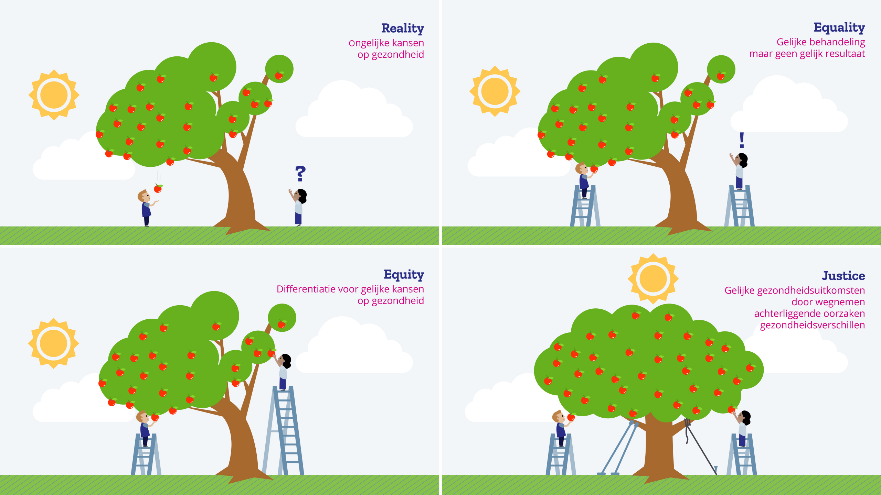 Reality
Ongelijke kansen
op gezondheid
?
Equality
Gelijke behandeling
maar geen gelijk resultaat
!
Equity
Differentiatie voor gelijke kansen
op gezondheid
Justice
Gelijke gezondheidsuitkomsten
door wegnemen
achterliggende oorzaken
gezondheidsverschillen